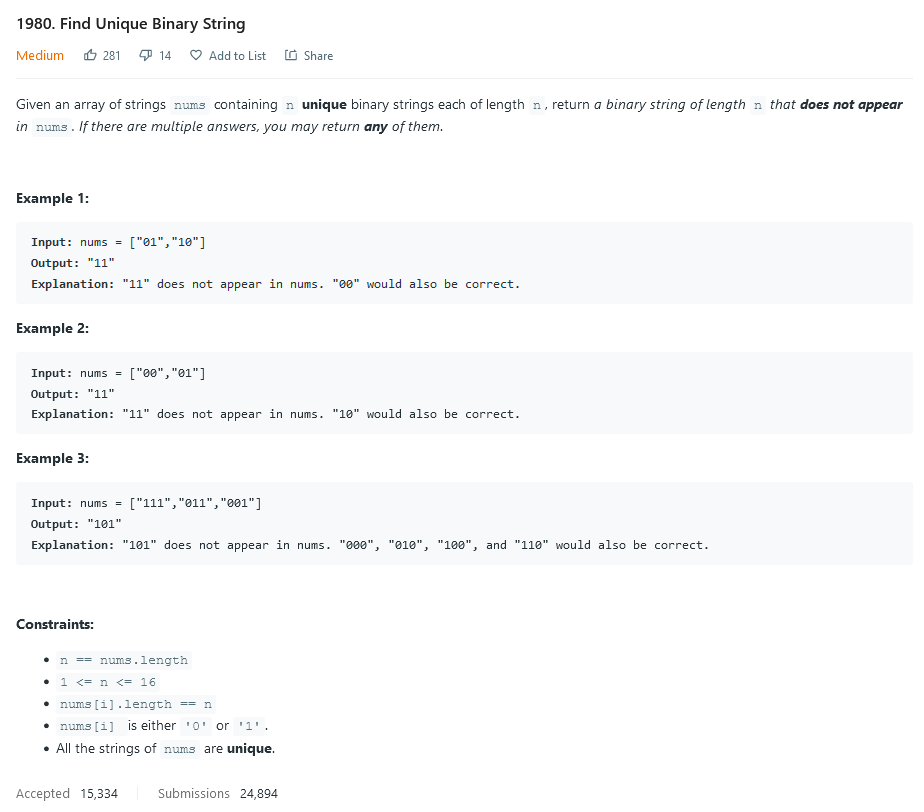 1980. Find Unique Binary String
Medium 281 14 Add to List Share
Given an array of strings nums containing n unique binary strings each of length n, return a binary string of length n that does not appear
in nums. If there are multiple answers, you may return any of them.
Example 1:
Input: nums = ["01","10"]
Output: "11"
Explanation: "11" does not appear in nums. "00" would also be correct.
Example 2:
Input: nums = ["00","01"]
Output: "11"
Explanation: "11" does not appear in nums. "10" would also be correct.
Example 3:
Input: nums = ["111","011","001"]
Output: "101"
Explanation: "101" does not appear in nums. "000", "010", "100", and "110" would also be correct.
Constraints:
• n == nums.length
• 1 <= n <= 16
• nums[i].length == n
• nums[i] is either '0' or '1'.
• All the strings of nums are unique.
Accepted 15,334 Submissions 24,894